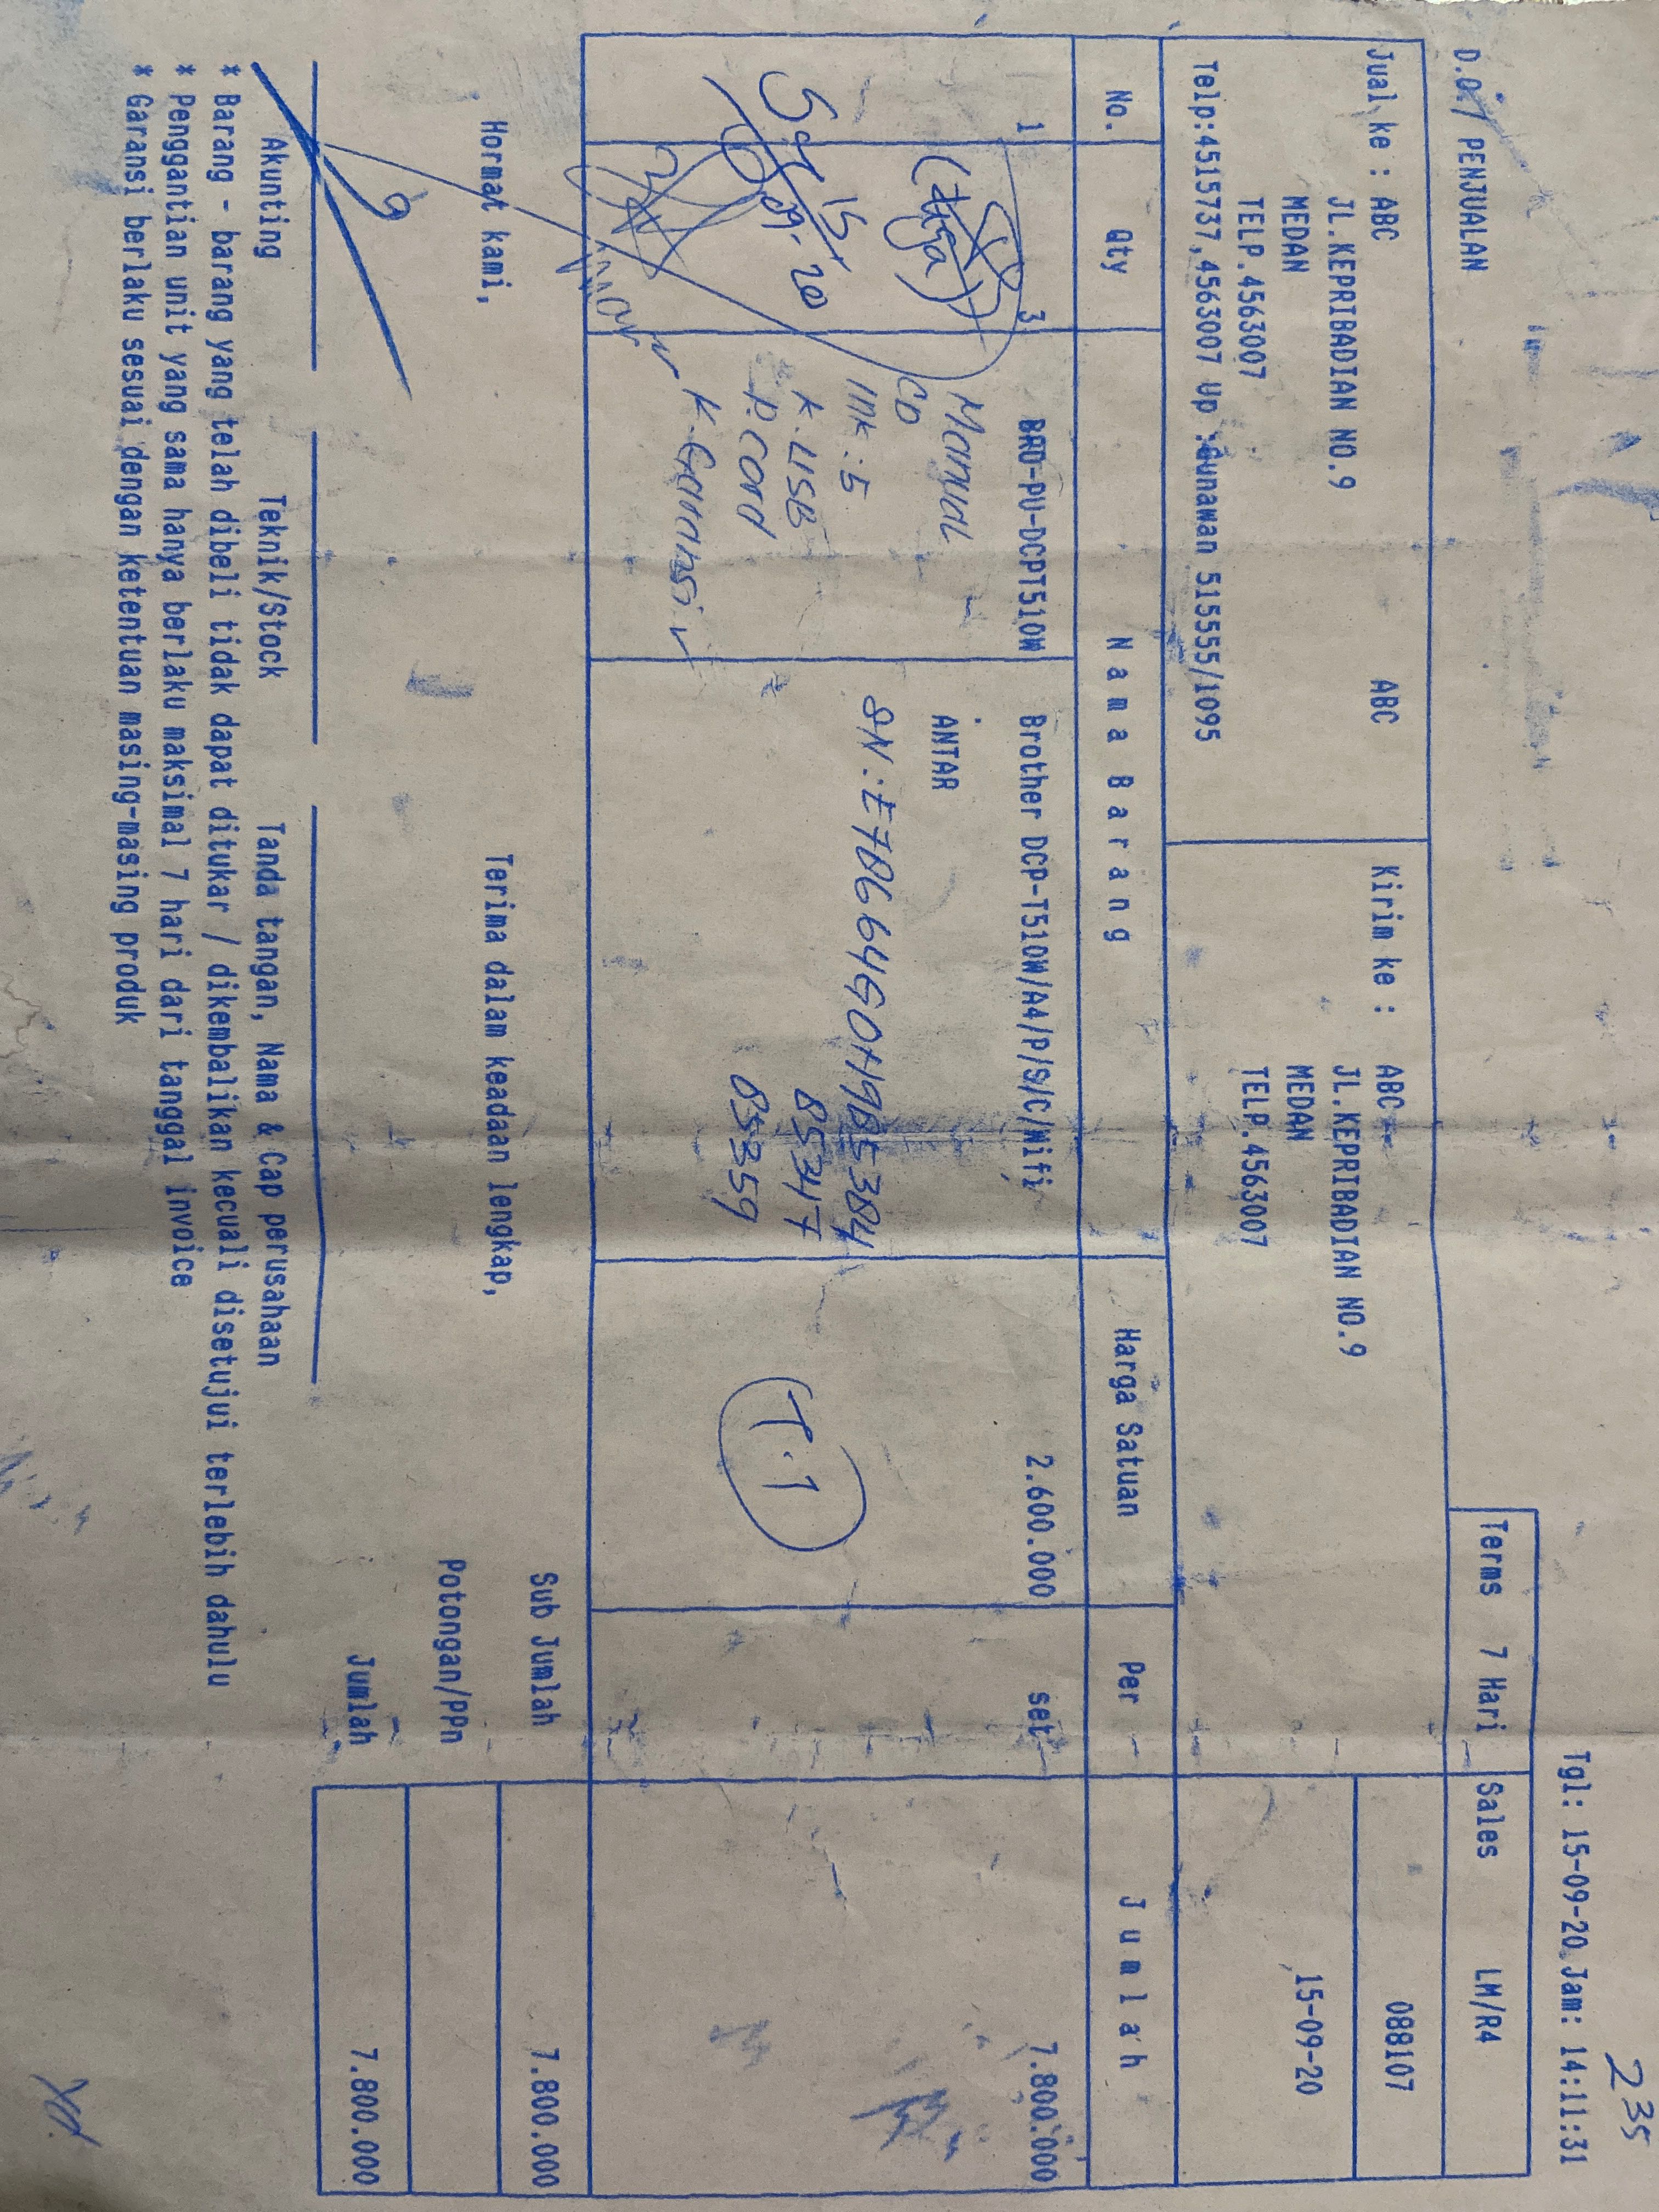 235
Tgl: 15-09-20 Jam: 14:11:31
D.O./ PENJUALAN
Terms 7 Hari Sales LM/R4
Jual ke : ABC ABC
JL.KEPRIBADIAN NO.9
MEDAN
TELP.4563007
Telp:4515737,4563007 Up :Gunawan 515555/1095
Kirim ke : ABC
JL.KEPRIBADIAN NO.9
MEDAN
TELP.4563007
088107
15-09-20
No. Qty Nama Barang Harga Satuan Per Jumlah
1 3 BRO-PU-DCPT510W Brother DCP-T510W/A4/P/S/C/Wifi 2.600.000 set 7.800.000
(tiga)
Manual
CD
Ink : 5
K. USB
P. Cord
K. Garansi
15/09-20
ANTAR
SN : E78G64G0H985384
85347
85359
T.1
Hormat kami,
Terima dalam keadaan lengkap,
Sub Jumlah 7.800.000
Potongan/PPn
Jumlah 7.800.000
Akunting Teknik/Stock Tanda tangan, Nama & Cap perusahaan
* Barang - barang yang telah dibeli tidak dapat ditukar / dikembalikan kecuali disetujui terlebih dahulu
* Penggantian unit yang sama hanya berlaku maksimal 7 hari dari tanggal invoice
* Garansi berlaku sesuai dengan ketentuan masing-masing produk